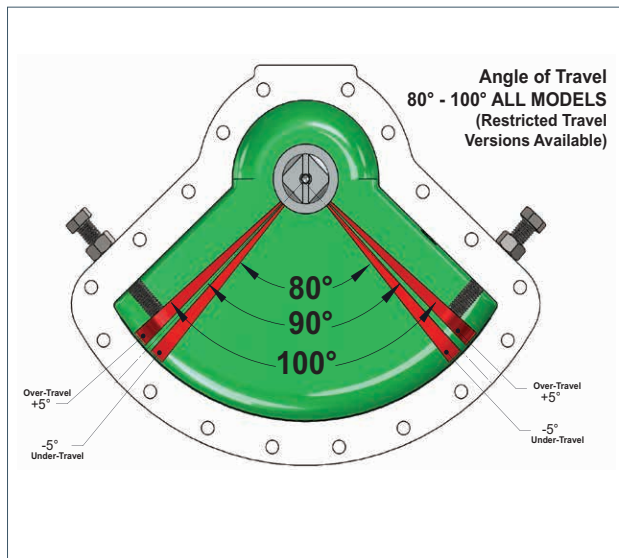 Angle of Travel
80° - 100° ALL MODELS
(Restricted Travel
Versions Available)
80°
90°
100°
Over-Travel
+5°
-5°
Under-Travel
Over-Travel
+5°
-5°
Under-Travel